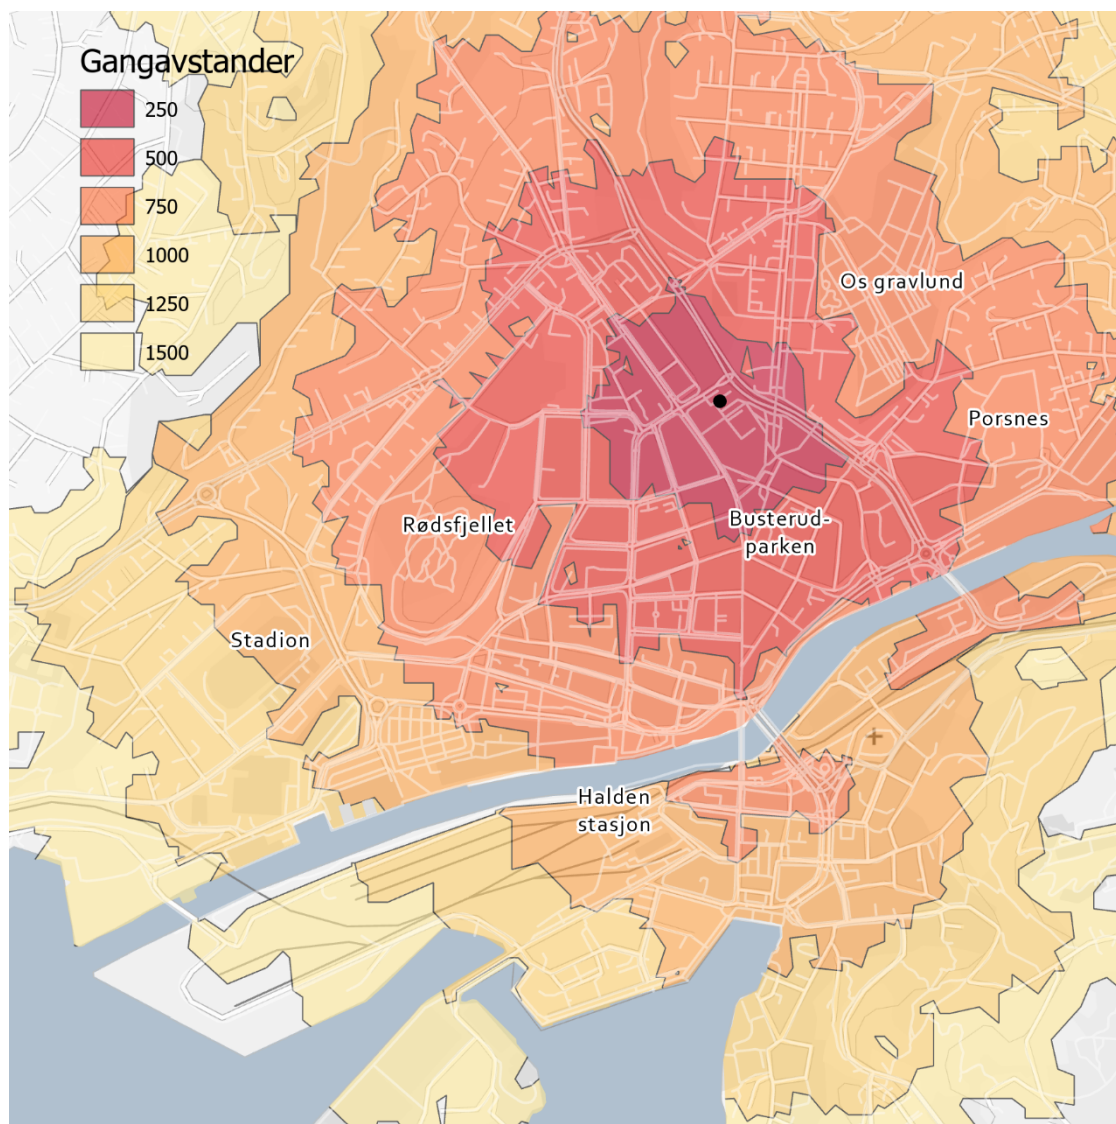 Gangavstander
250
500
750
1000
1250
1500
Os gravlund
Porsnes
Rødsfjellet
Busterud-
parken
Stadion
Halden
stasjon